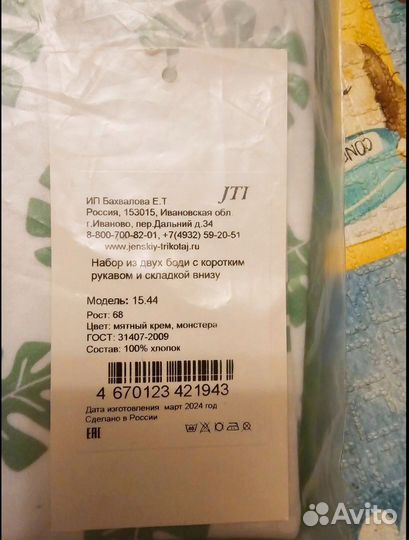 JTI
ИП Бахвалова Е.Т
Россия, 153015, Ивановская обл
г.Иваново, пер.Дальний д.34
8-800-700-82-01, +7(4932) 59-20-51
www.jenskiy-trikotaj.ru
Набор из двух боди с коротким
рукавом и складкой внизу
Модель: 15.44
Рост: 68
Цвет: мятный крем, монстера
ГОСТ: 31407-2009
Состав: 100% хлопок
4 670123 421943
Дата изготовления март 2024 год
Сделано в России
EAC
Avito